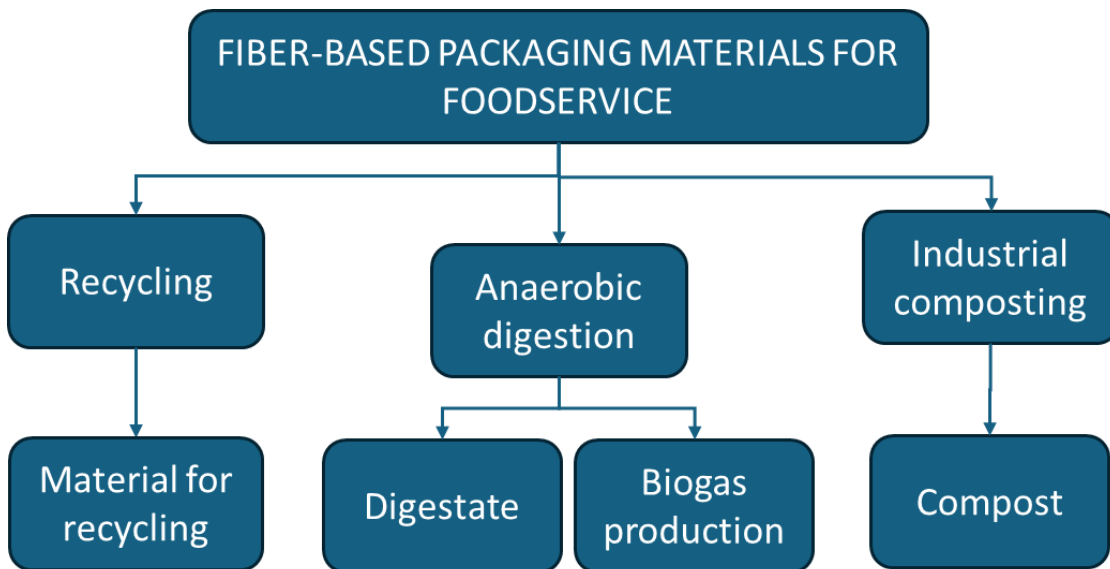 FIBER-BASED PACKAGING MATERIALS FOR
FOODSERVICE
Recycling
Anaerobic
digestion
Industrial
composting
Material for
recycling
Digestate
Biogas
production
Compost